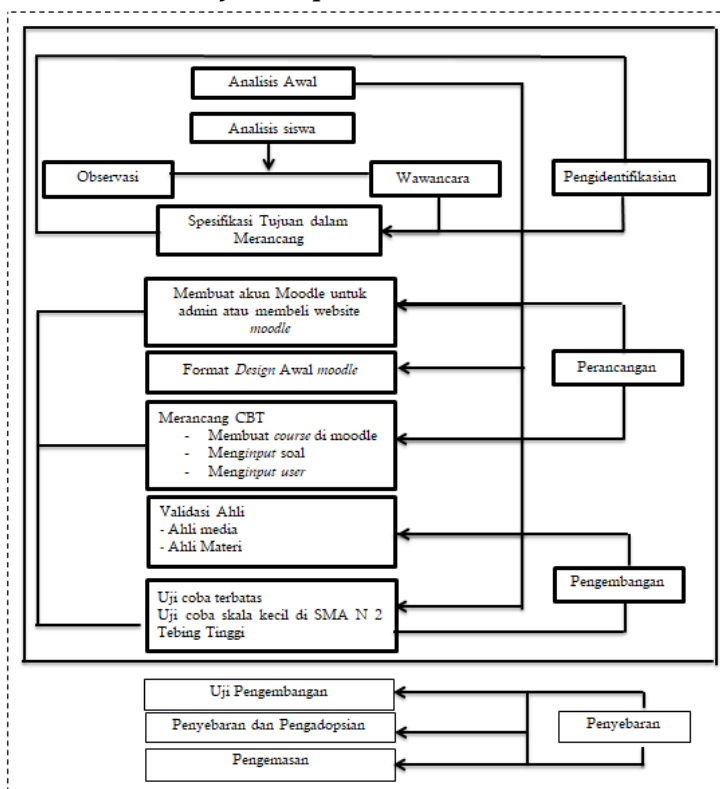 Analisis Awal
Analisis siswa
Observasi
Wawancara
Pengidentifikasian
Spesifikasi Tujuan dalam
Merancang
Membuat akun Moodle untuk
admin atau membeli website
moodle
Format Design Awal moodle
Perancangan
Merancang CBT
- Membuat course di moodle
- Menginput soal
- Menginput user
Validasi Ahli
- Ahli media
- Ahli Materi
Pengembangan
Uji coba terbatas
Uji coba skala kecil di SMA N 2
Tebing Tinggi
Uji Pengembangan
Penyebaran dan Pengadopsian
Penyebaran
Pengemasan